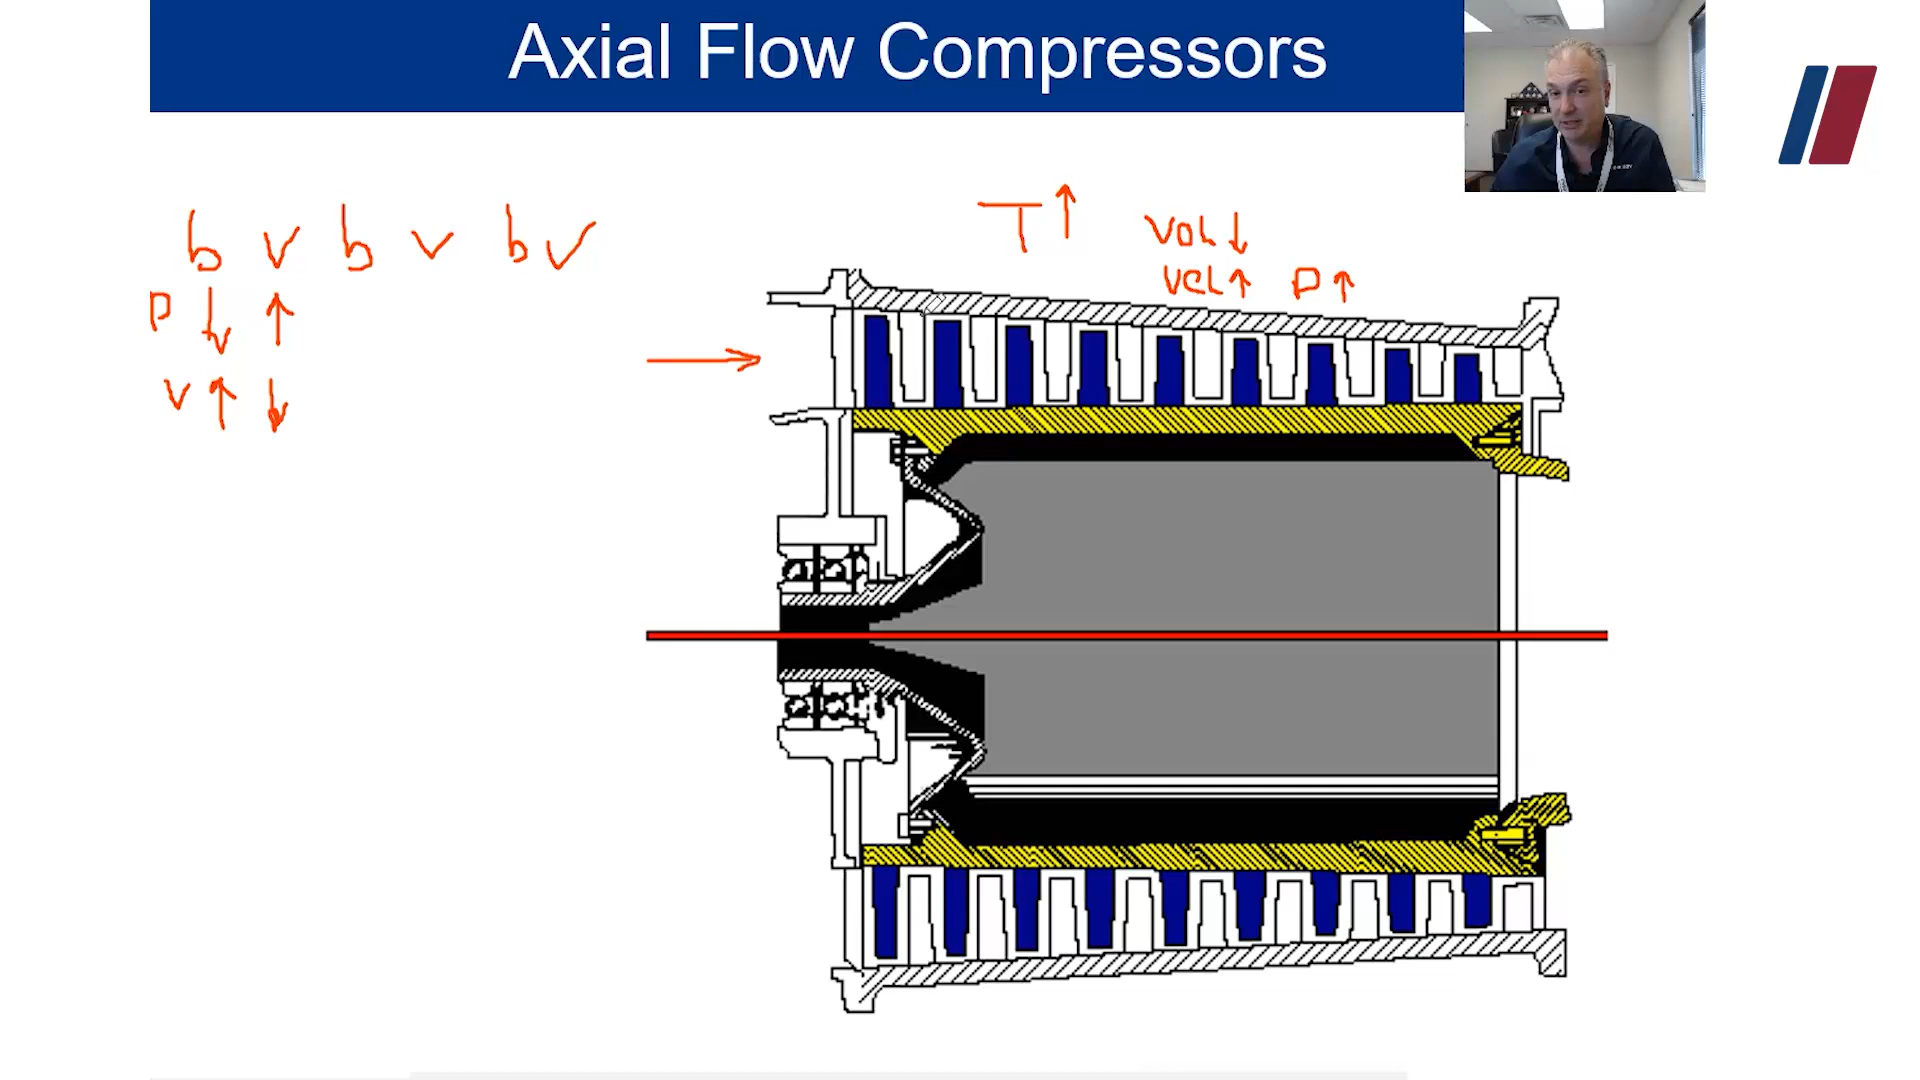 Axial Flow Compressors
b v b v b v
T↑ VOL↓
VEL↑ P↑
P ↓ ↑
V ↑ ↓